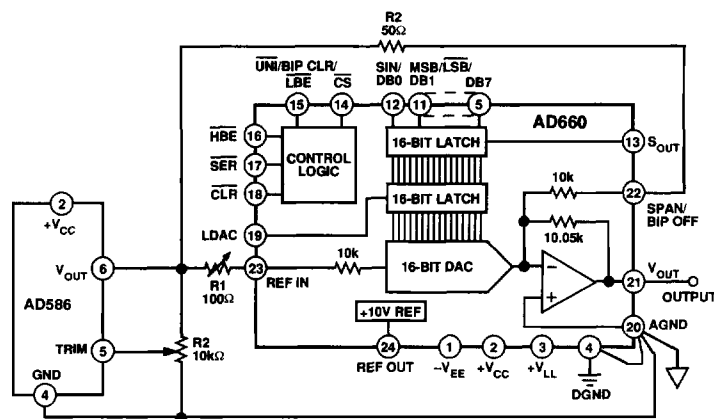 R2
50Ω
UNI/BIP CLR/
LBE
CS
SIN/
DB0
MSB/LSB/
DB1
DB7
15
14
12
11
5
AD660
HBE
16
SER
17
CLR
18
CONTROL
LOGIC
16-BIT LATCH
13
SOUT
10k
22
SPAN/
BIP OFF
16-BIT LATCH
10.05k
LDAC
19
2
+VCC
VOUT
6
R1
100Ω
23
REF IN
10k
16-BIT DAC
−
+
21
VOUT
OUTPUT
AD586
TRIM
5
R2
10kΩ
+10V REF
20
AGND
GND
4
24
REF OUT
1
−VEE
2
+VCC
3
+VLL
4
DGND